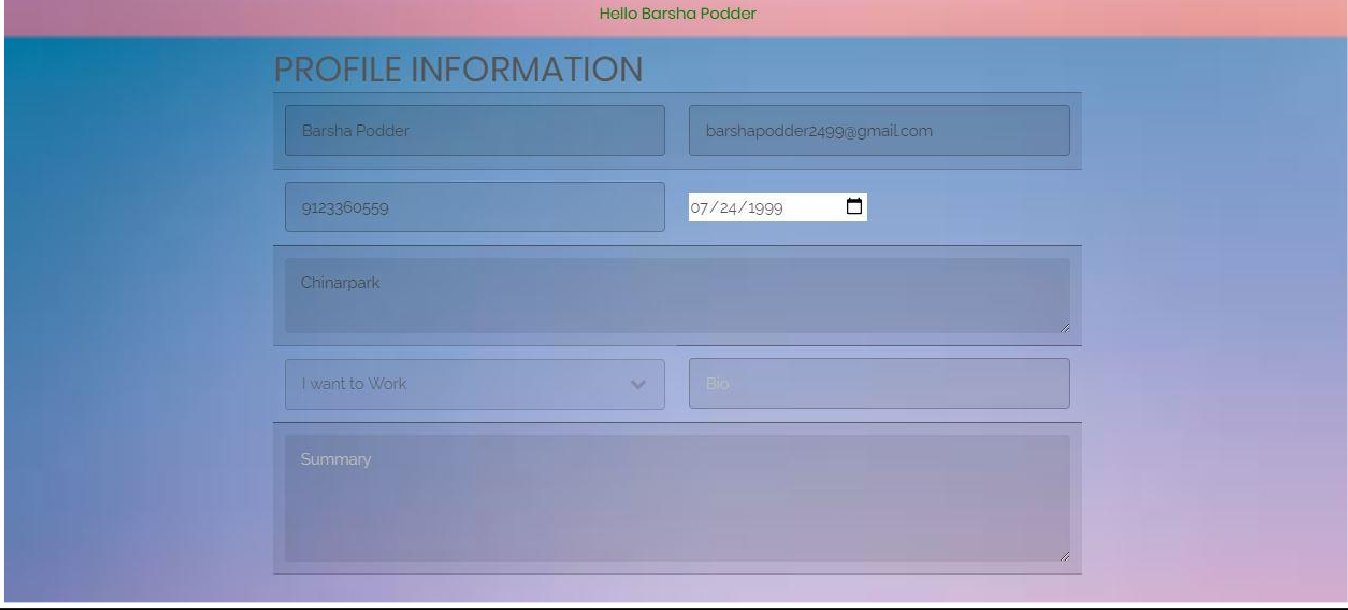 Hello Barsha Podder
PROFILE INFORMATION
Barsha Podder
barshapodder2499@gmail.com
9123360559
07/24/1999
Chinarpark
I want to Work
Bio
Summary